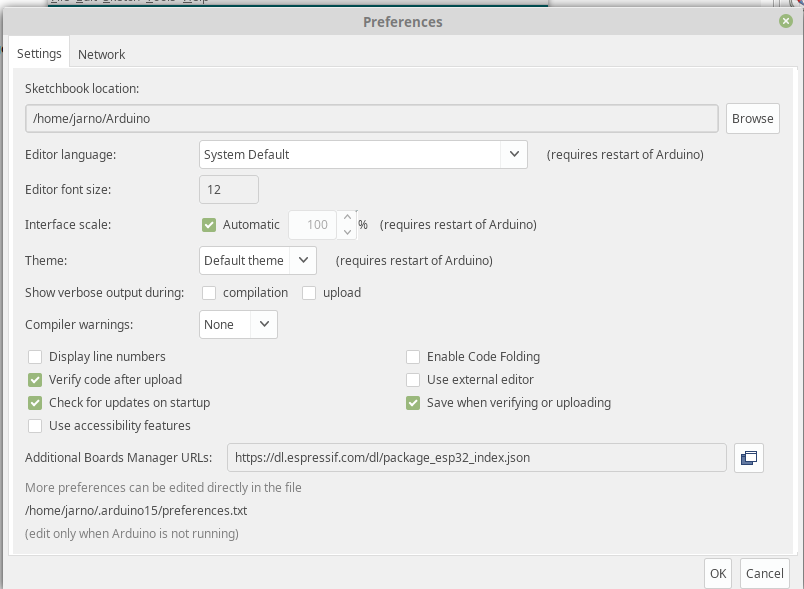 File Edit Sketch Tools Help
Preferences
Settings Network
Sketchbook location:
/home/jarno/Arduino Browse
Editor language: System Default (requires restart of Arduino)
Editor font size: 12
Interface scale: Automatic 100 % (requires restart of Arduino)
Theme: Default theme (requires restart of Arduino)
Show verbose output during: compilation upload
Compiler warnings: None
Display line numbers Enable Code Folding
Verify code after upload Use external editor
Check for updates on startup Save when verifying or uploading
Use accessibility features
Additional Boards Manager URLs: https://dl.espressif.com/dl/package_esp32_index.json
More preferences can be edited directly in the file
/home/jarno/.arduino15/preferences.txt
(edit only when Arduino is not running)
OK Cancel